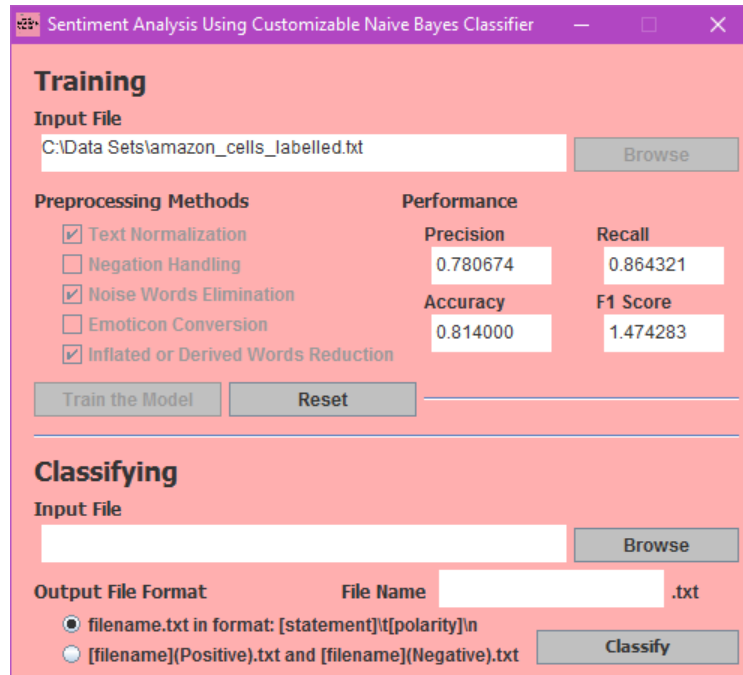 Sentiment Analysis Using Customizable Naive Bayes Classifier
Training
Input File
C:\Data Sets\amazon_cells_labelled.txt
Browse
Preprocessing Methods
Text Normalization
Negation Handling
Noise Words Elimination
Emoticon Conversion
Inflated or Derived Words Reduction
Performance
Precision
Recall
0.780674
0.864321
Accuracy
F1 Score
0.814000
1.474283
Train the Model
Reset
Classifying
Input File
Browse
Output File Format
File Name
.txt
filename.txt in format: [statement]\t[polarity]\n
[filename](Positive).txt and [filename](Negative).txt
Classify